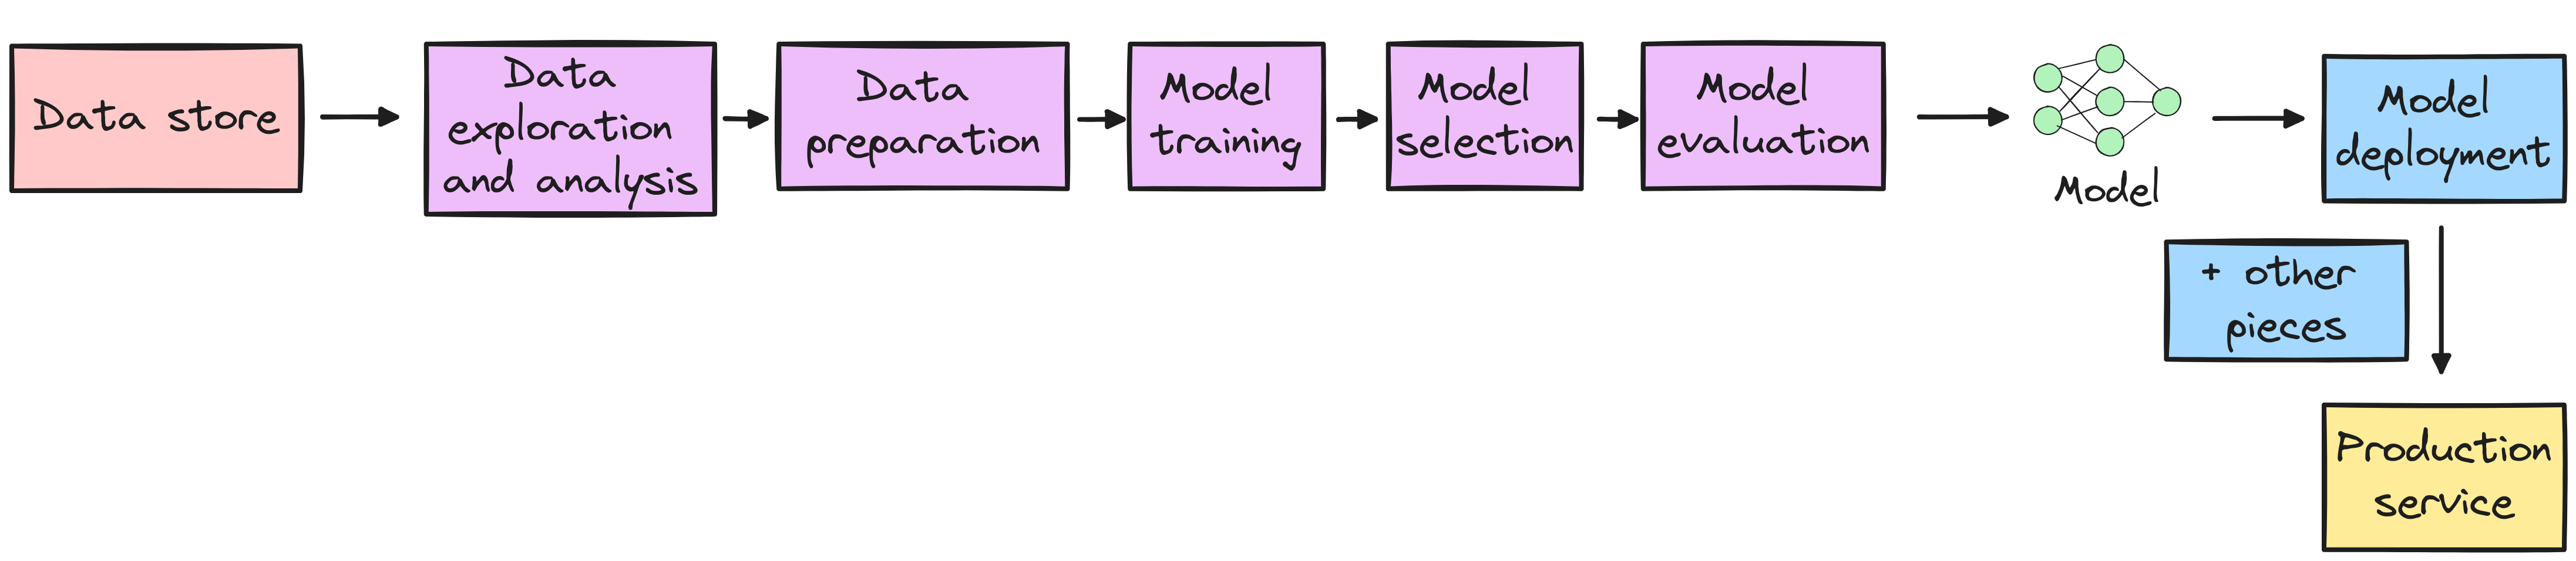 Data store
Data
exploration
and analysis
Data
preparation
Model
training
Model
selection
Model
evaluation
Model
Model
deployment
+ other
pieces
Production
service